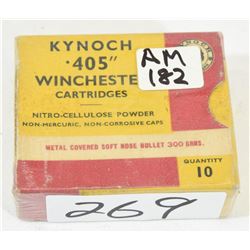 KYNOCH
·405"
WINCHESTE
CARTRIDGES
AM
182
NITRO-CELLULOSE POWDER
NON-MERCURIC, NON-CORROSIVE CAPS
METAL COVERED SOFT NOSE BULLET 300 GRNS.
QUANTITY
10
269